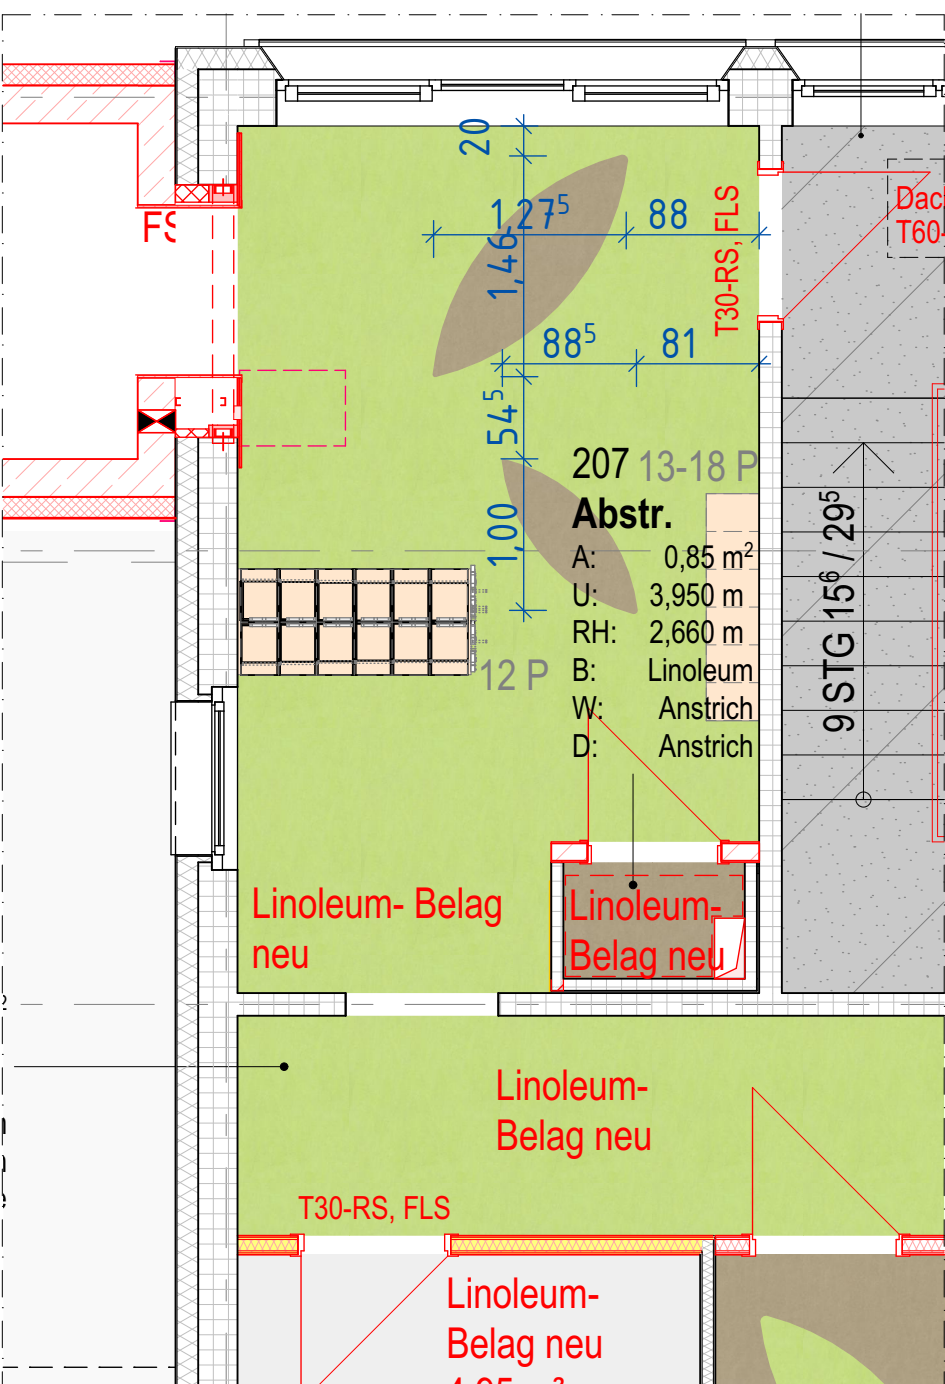 20
1,27⁵
88
1,46
T30-RS, FLS
T60-
88⁵
81
54⁵
1,00
207 13-18 P
Abstr.
A: 0,85 m²
U: 3,950 m
RH: 2,660 m
B: Linoleum
W: Anstrich
D: Anstrich
12 P
9 STG 15⁶ / 29⁵
Linoleum- Belag
neu
Linoleum-
Belag neu
Linoleum-
Belag neu
T30-RS, FLS
Linoleum-
Belag neu